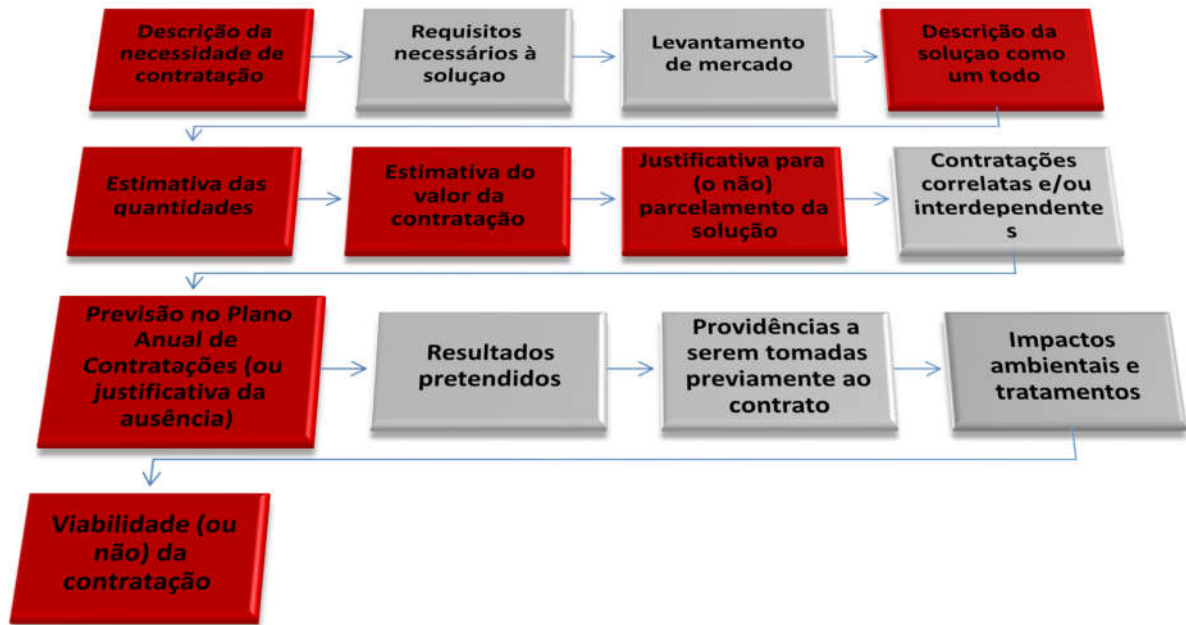 Descrição da
necessidade de
contratação
Requisitos
necessários à
soluçao
Levantamento
de mercado
Descrição da
soluçao como
um todo
Estimativa das
quantidades
Estimativa do
valor da
contratação
Justificativa para
(o não)
parcelamento da
solução
Contratações
correlatas e/ou
interdependente
s
Previsão no Plano
Anual de
Contratações (ou
justificativa da
ausência)
Resultados
pretendidos
Providências a
serem tomadas
previamente ao
contrato
Impactos
ambientais e
tratamentos
Viabilidade (ou
não) da
contratação